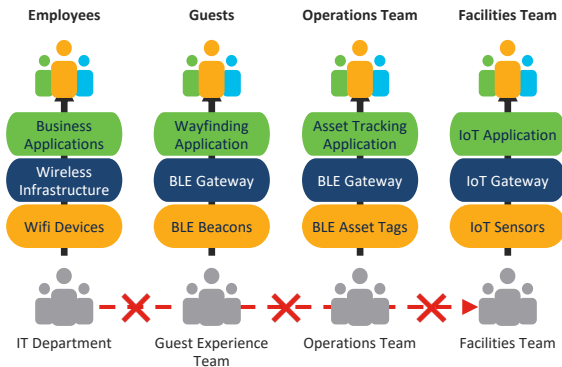 Employees
Guests
Operations Team
Facilities Team
Business
Applications
Wayfinding
Application
Asset Tracking
Application
IoT Application
Wireless
Infrastructure
BLE Gateway
BLE Gateway
IoT Gateway
Wifi Devices
BLE Beacons
BLE Asset Tags
IoT Sensors
IT Department
Guest Experience
Team
Operations Team
Facilities Team